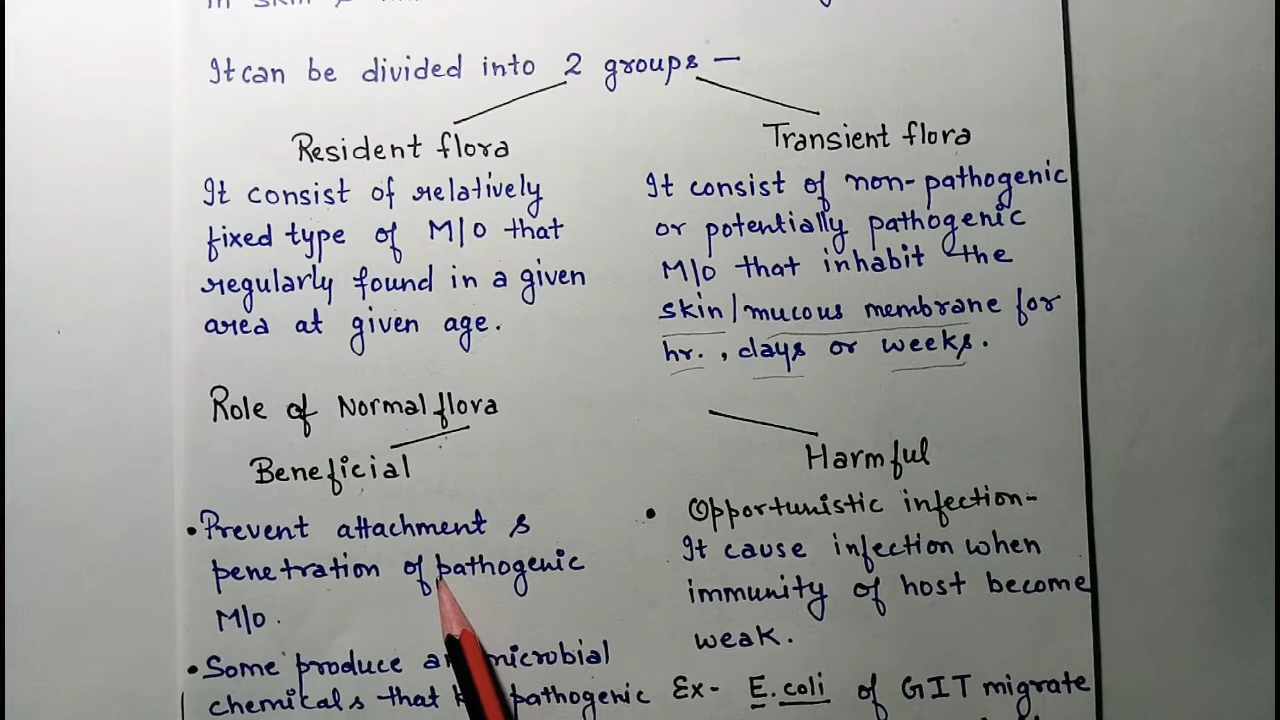 in skin
It can be divided into 2 groups —
Resident flora
It consist of relatively
fixed type of M/O that
regularly found in a given
area at given age.
Transient flora
It consist of non-pathogenic
or potentially pathogenic
M/O that inhabit the
skin/mucous membrane for
hr., days or weeks.
Role of Normal flora
Beneficial
• Prevent attachment &
penetration of pathogenic
M/O.
• Some produce
chemicals that pathogenic
Harmful
• Opportunistic infection-
It cause infection when
immunity of host become
weak.
Ex- E. coli of GIT migrate